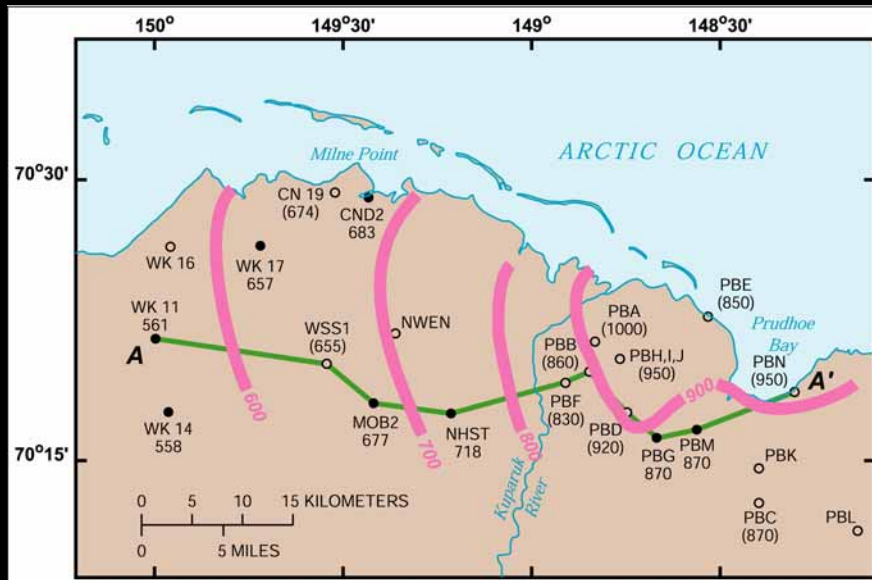 150°
149°30'
149°
148°30'
ARCTIC OCEAN
Milne Point
70°30'
CN 19
(674)
CND2
683
WK 16
WK 17
657
PBE
(850)
WK 11
561
WSS1
(655)
NWEN
PBA
(1000)
Prudhoe
Bay
PBB
(860)
PBH,I,J
(950)
PBN
(950)
A
A'
600
900
PBF
(830)
WK 14
558
MOB2
677
700
NHST
718
800
PBD
(920)
PBG
870
PBM
870
70°15'
PBK
Kuparuk
River
0 5 10 15 KILOMETERS
0 5 MILES
PBC
(870)
PBL